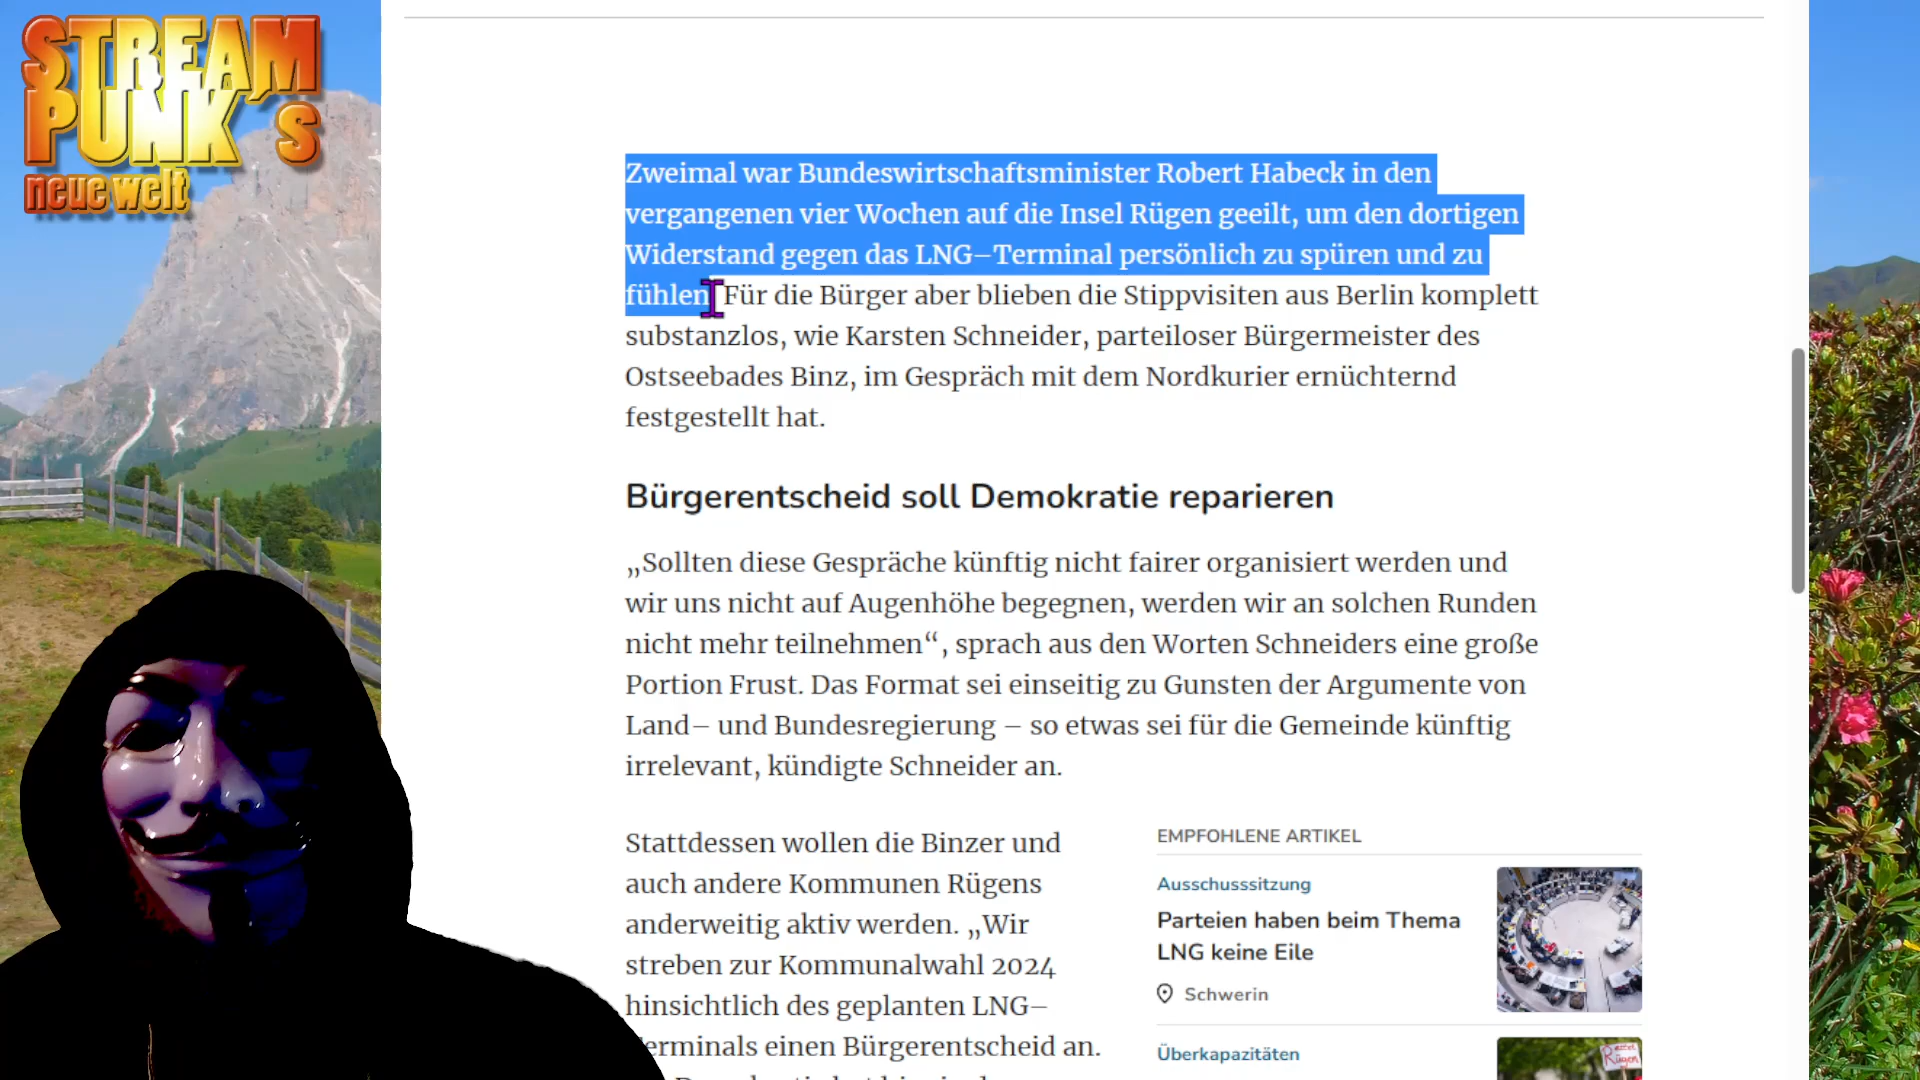 STREAM
PUNK´s
neue welt
Zweimal war Bundeswirtschaftsminister Robert Habeck in den
vergangenen vier Wochen auf die Insel Rügen geeilt, um den dortigen
Widerstand gegen das LNG–Terminal persönlich zu spüren und zu
fühlen Für die Bürger aber blieben die Stippvisiten aus Berlin komplett
substanzlos, wie Karsten Schneider, parteiloser Bürgermeister des
Ostseebades Binz, im Gespräch mit dem Nordkurier ernüchternd
festgestellt hat.
Bürgerentscheid soll Demokratie reparieren
„Sollten diese Gespräche künftig nicht fairer organisiert werden und
wir uns nicht auf Augenhöhe begegnen, werden wir an solchen Runden
nicht mehr teilnehmen“, sprach aus den Worten Schneiders eine große
Portion Frust. Das Format sei einseitig zu Gunsten der Argumente von
Land– und Bundesregierung – so etwas sei für die Gemeinde künftig
irrelevant, kündigte Schneider an.
Stattdessen wollen die Binzer und
auch andere Kommunen Rügens
anderweitig aktiv werden. „Wir
streben zur Kommunalwahl 2024
hinsichtlich des geplanten LNG–
einen Bürgerentscheid an.
EMPFOHLENE ARTIKEL
Ausschusssitzung
Parteien haben beim Thema
LNG keine Eile
Schwerin
Überkapazitäten
Rügen